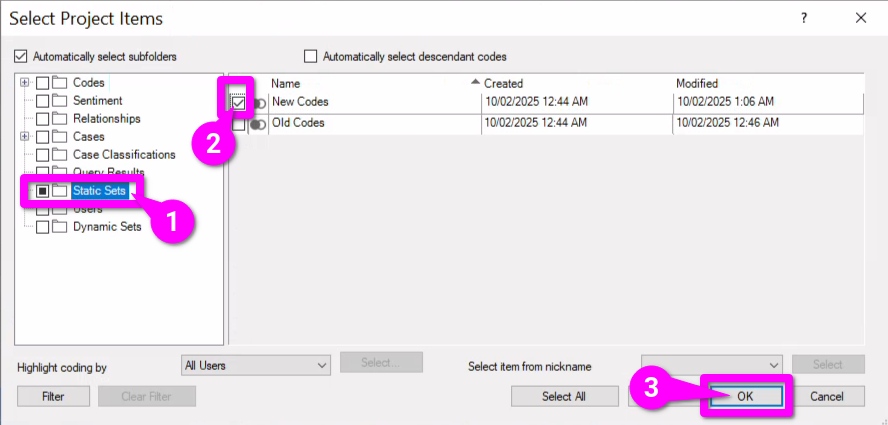 Select Project Items ?
Automatically select subfolders Automatically select descendant codes
Codes
Sentiment
Relationships
Cases
Case Classifications
Query Results
Static Sets
Users
Dynamic Sets
1
Name Created Modified
New Codes 10/02/2025 12:44 AM 10/02/2025 1:06 AM
Old Codes 10/02/2025 12:44 AM 10/02/2025 12:46 AM
2
Highlight coding by All Users Select... Select item from nickname Select
Filter Clear Filter Select All 3 OK Cancel